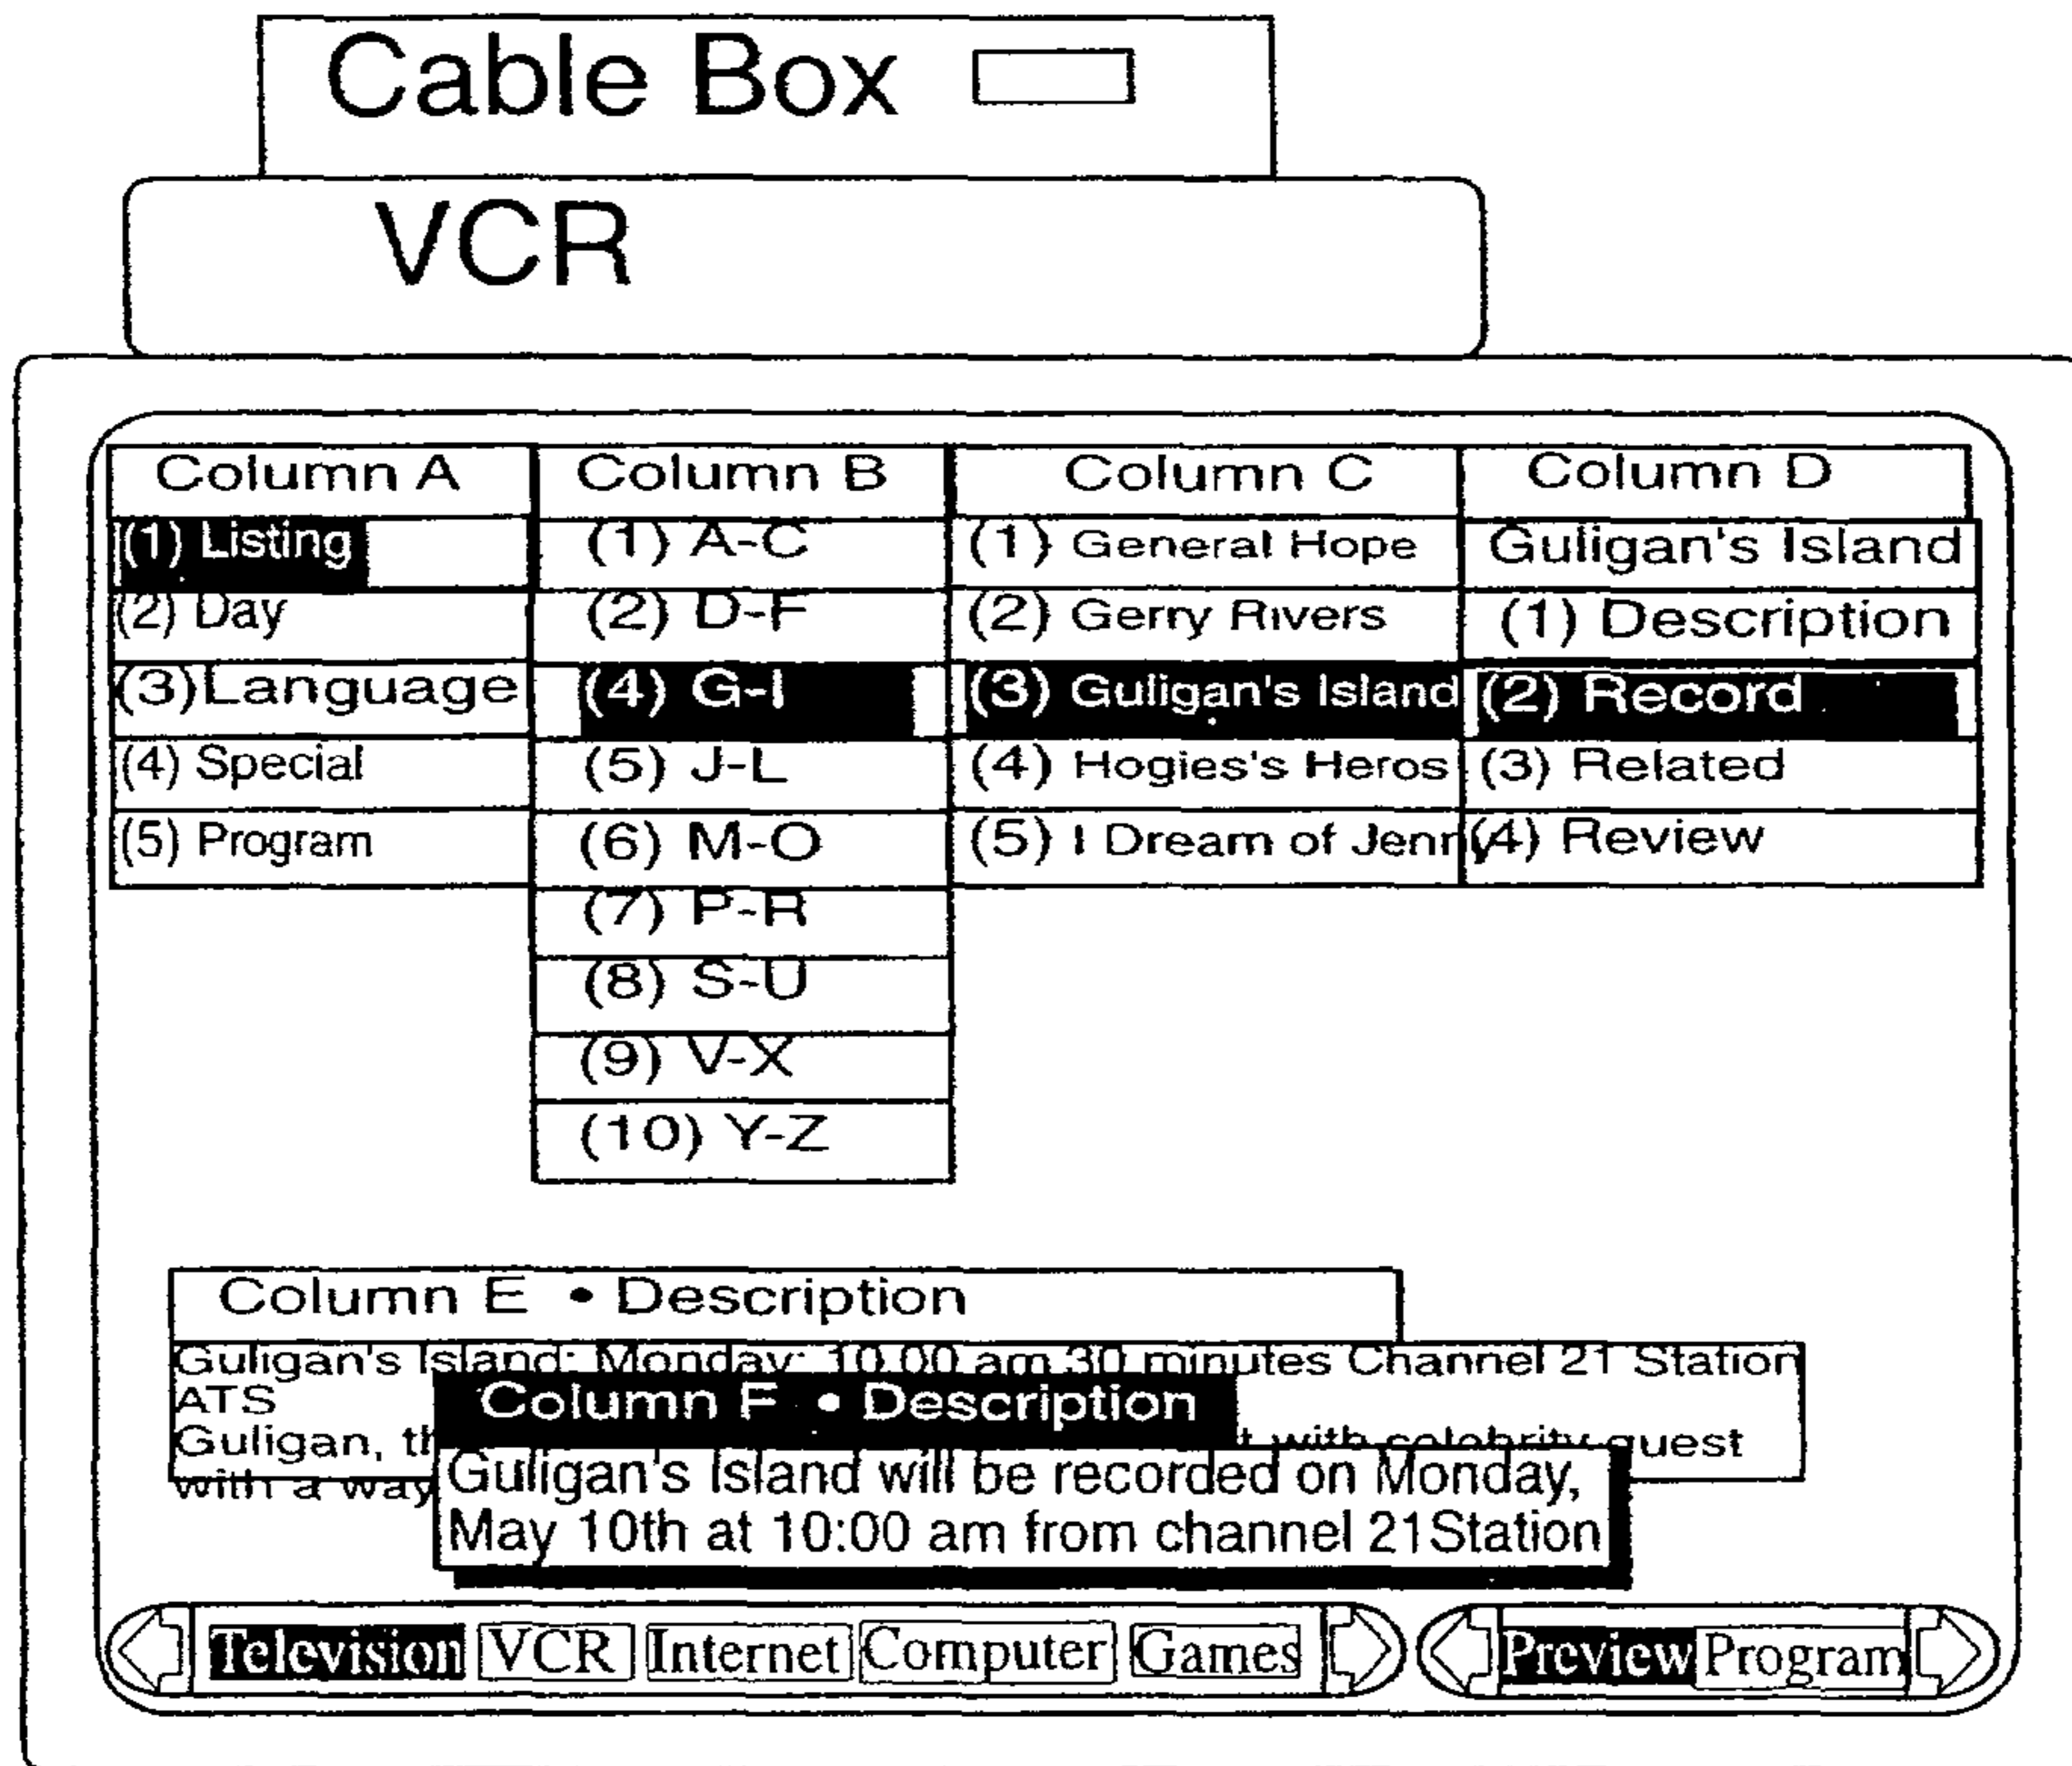 Cable Box
VCR
Column A
(1) Listing
(2) Day
(3)Language
(4) Special
(5) Program
Column B
(1) A-C
(2) D-F
(4) G-I
(5) J-L
(6) M-O
(7) P-R
(8) S-U
(9) V-X
(10) Y-Z
Column C
(1) General Hope
(2) Gerry Rivers
(3) Guligan's Island
(4) Hogies's Heros
(5) I Dream of Jenny
Column D
Guligan's Island
(1) Description
(2) Record
(3) Related
(4) Review
Column E • Description
Guligan's Island: Monday: 10.00 am 30 minutes Channel 21 Station
ATS
Guligan, with celebrity guest
with a way
Column F • Description
Guligan's Island will be recorded on Monday,
May 10th at 10:00 am from channel 21Station
Television VCR Internet Computer Games
Preview Program